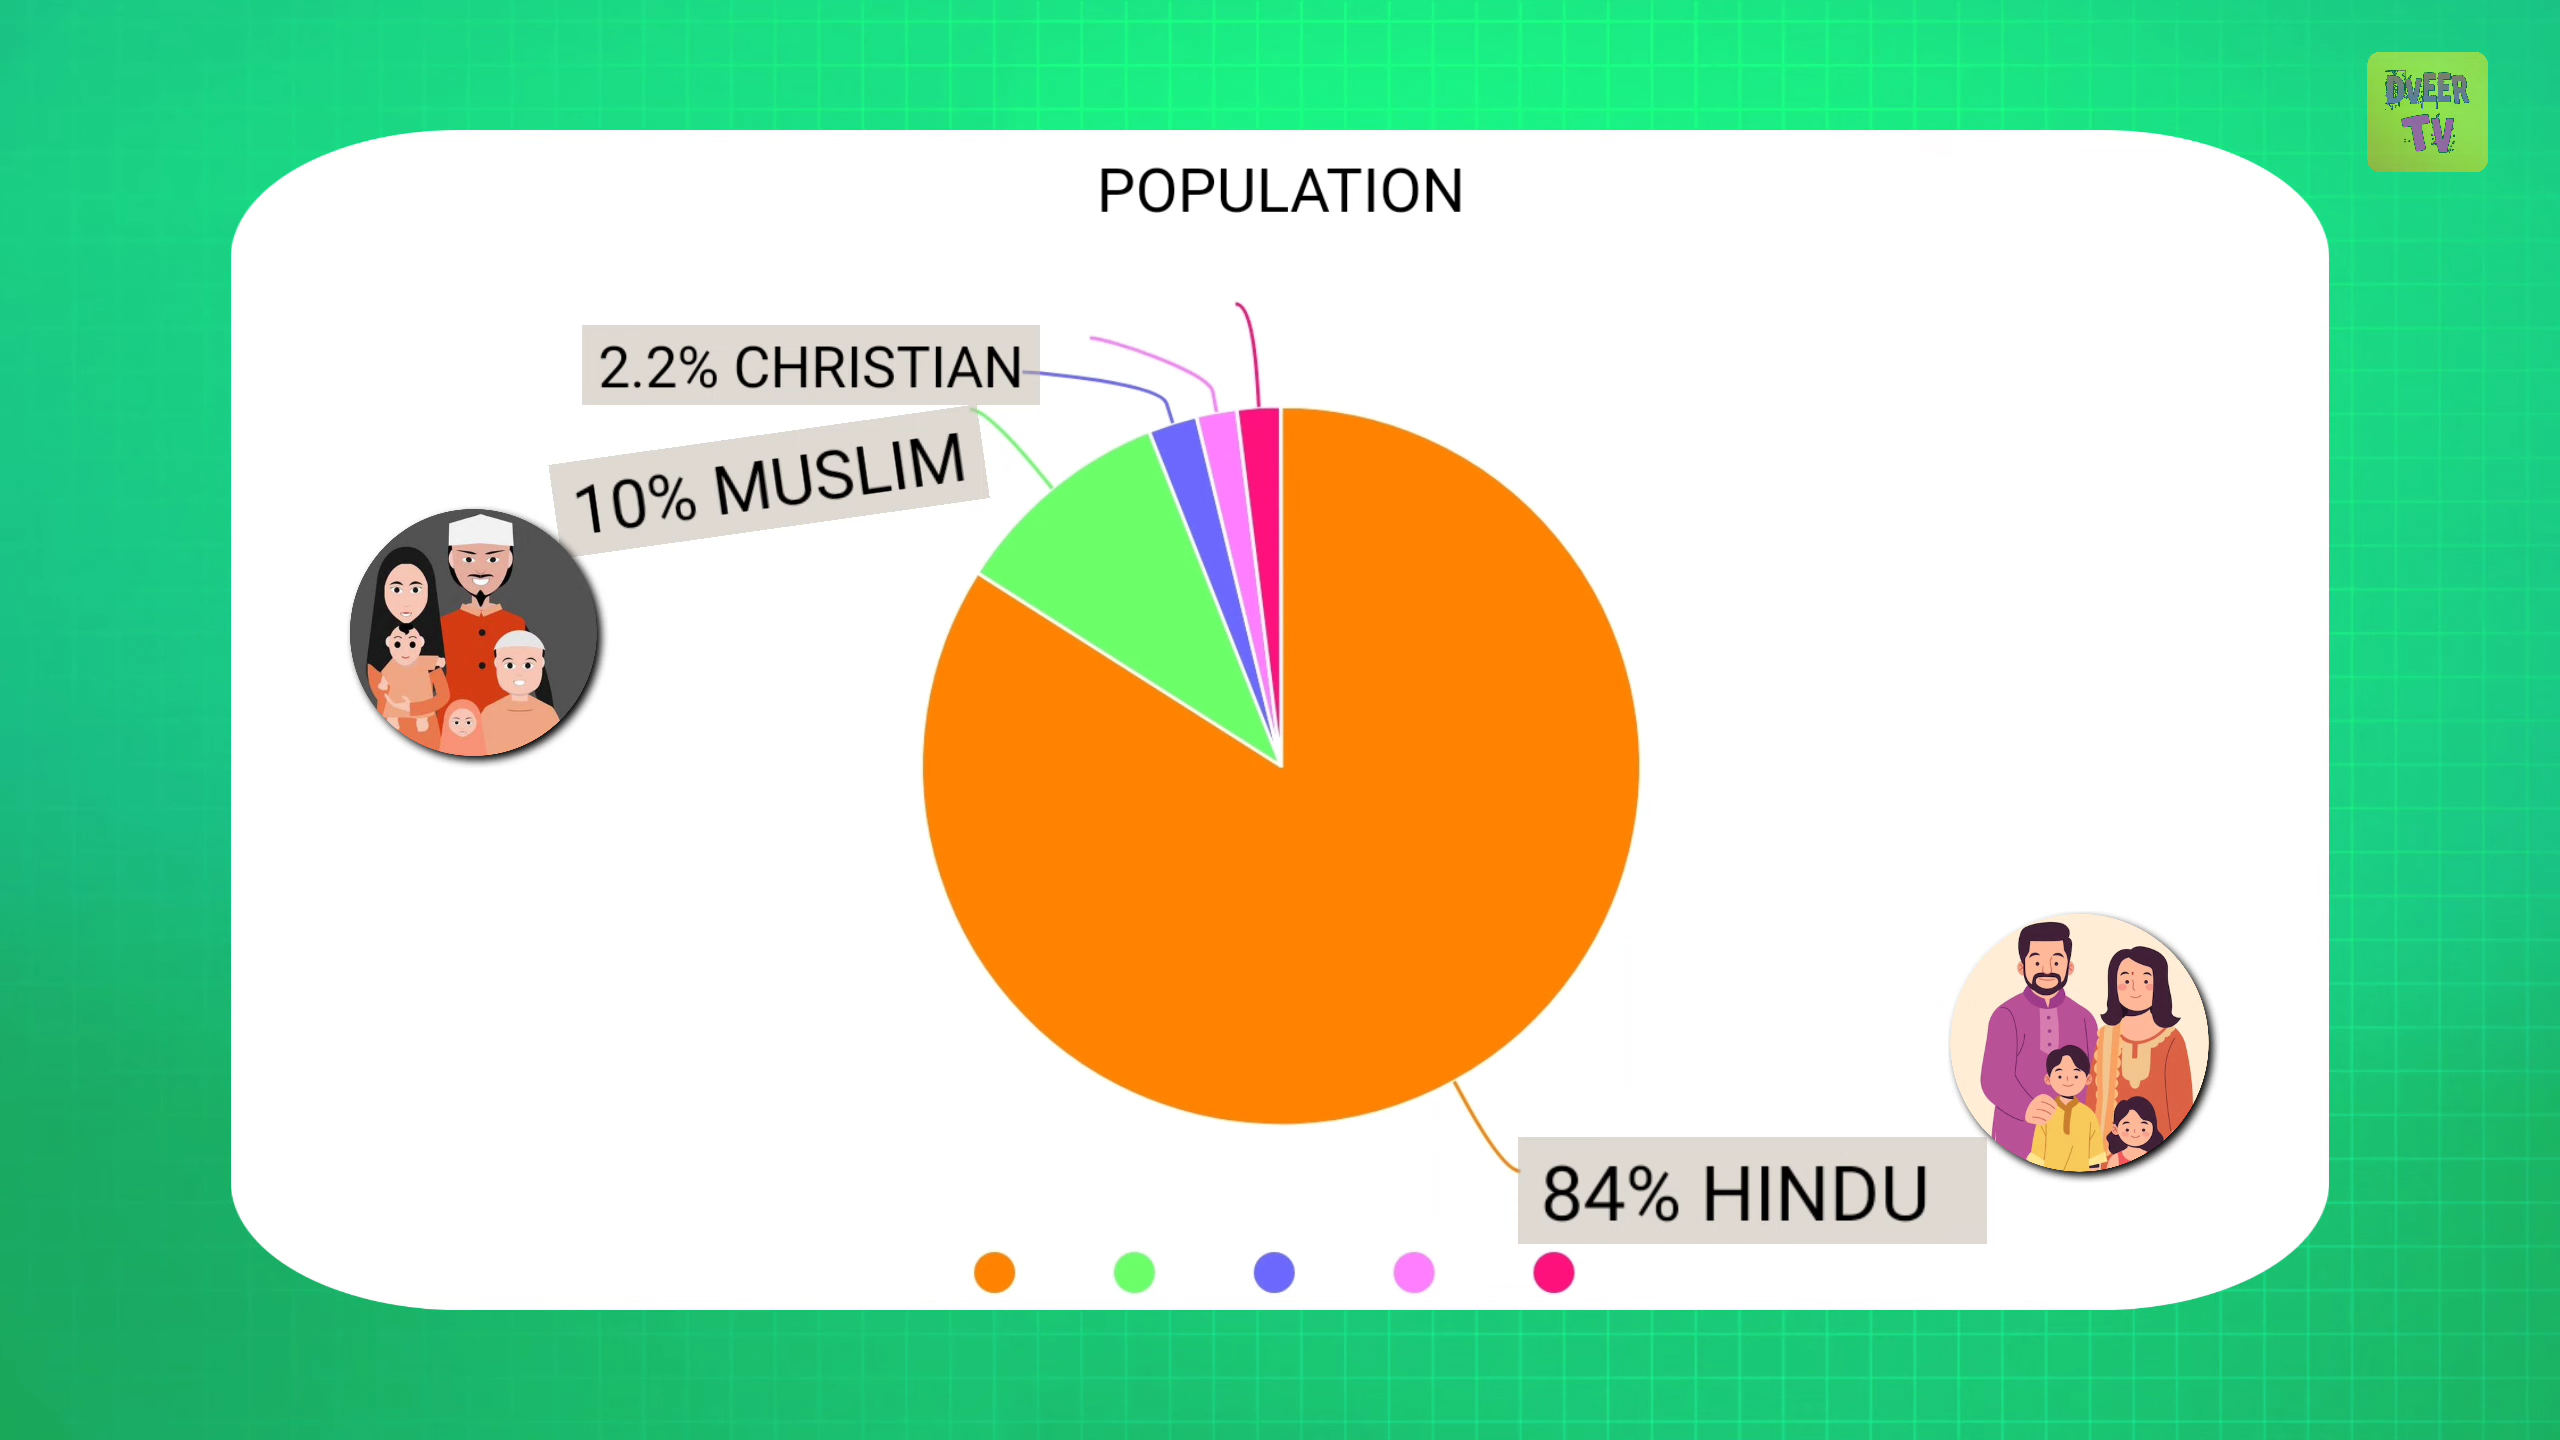 DVEER
TV
POPULATION
2.2% CHRISTIAN
10% MUSLIM
84% HINDU